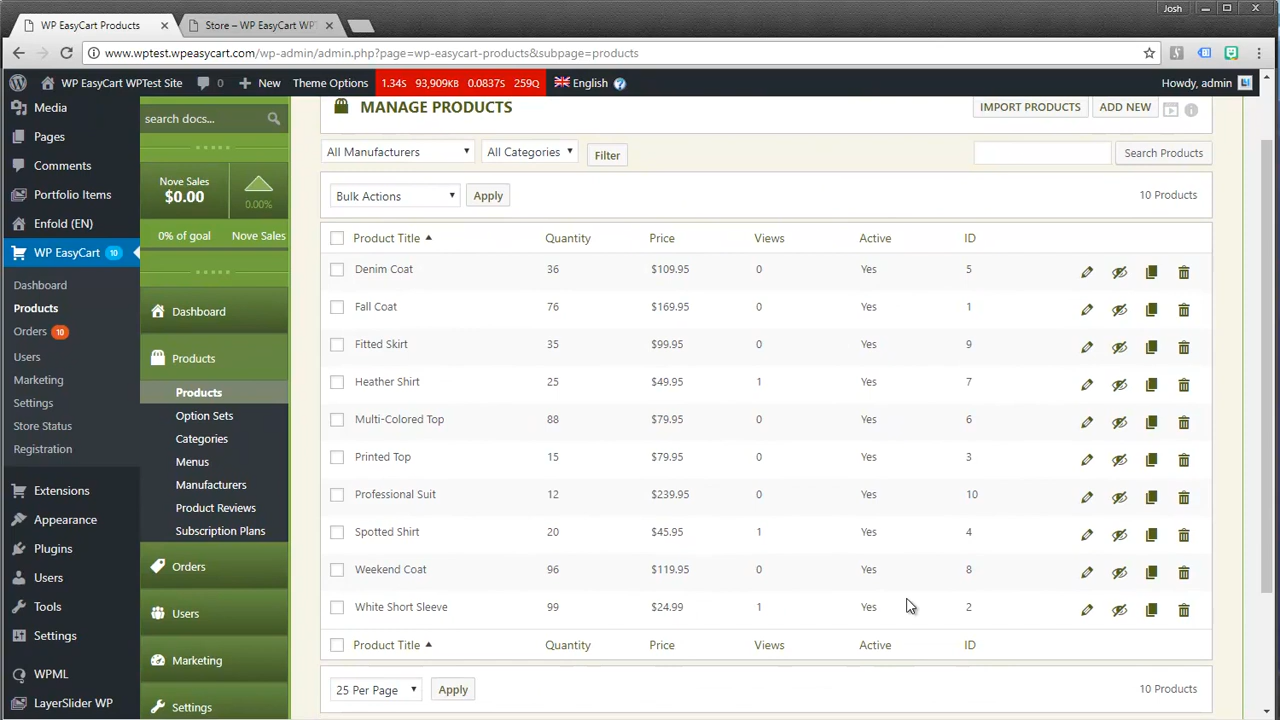 WP EasyCart Products
Store – WP EasyCart WPT
Josh
www.wptest.wpeasycart.com/wp-admin/admin.php?page=wp-easycart-products&subpage=products
WP EasyCart WPTest Site
0
New
Theme Options
1.34S 93,909KB 0.0837S 259Q
English
Howdy, admin
Media
Pages
Comments
Portfolio Items
Enfold (EN)
WP EasyCart 10
Dashboard
Products
Orders 10
Users
Marketing
Settings
Store Status
Registration
Extensions
Appearance
Plugins
Users
Tools
Settings
WPML
LayerSlider WP
search docs...
Nove Sales
$0.00
0.00%
0% of goal
Nove Sales
Dashboard
Products
Products
Option Sets
Categories
Menus
Manufacturers
Product Reviews
Subscription Plans
Orders
Users
Marketing
Settings
MANAGE PRODUCTS
IMPORT PRODUCTS
ADD NEW
All Manufacturers
All Categories
Filter
Search Products
Bulk Actions
Apply
10 Products
Product Title Quantity Price Views Active ID
Denim Coat 36 $109.95 0 Yes 5
Fall Coat 76 $169.95 0 Yes 1
Fitted Skirt 35 $99.95 0 Yes 9
Heather Shirt 25 $49.95 1 Yes 7
Multi-Colored Top 88 $79.95 0 Yes 6
Printed Top 15 $79.95 0 Yes 3
Professional Suit 12 $239.95 0 Yes 10
Spotted Shirt 20 $45.95 1 Yes 4
Weekend Coat 96 $119.95 0 Yes 8
White Short Sleeve 99 $24.99 1 Yes 2
Product Title Quantity Price Views Active ID
25 Per Page
Apply
10 Products